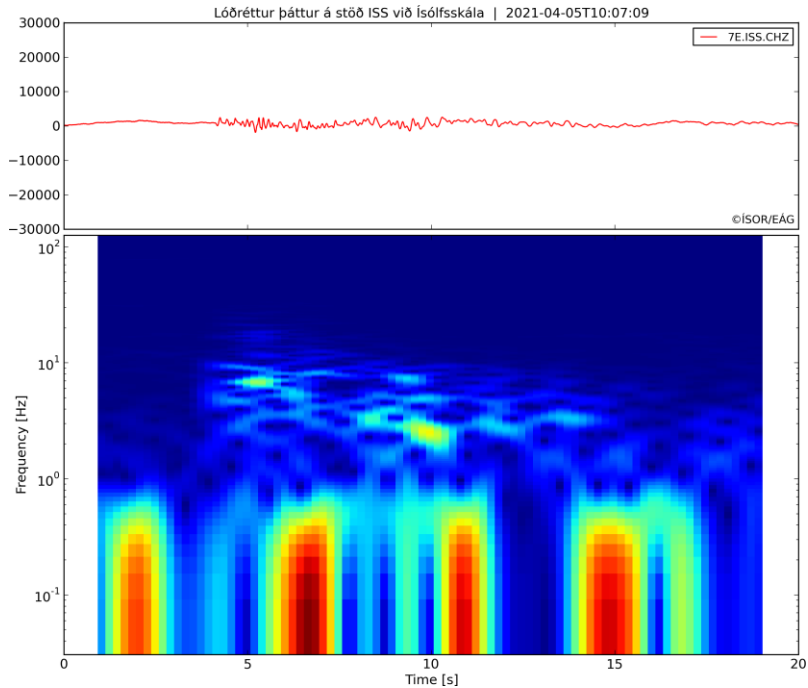 Lóðréttur þáttur á stöð ISS við Ísólfsskála | 2021-04-05T10:07:09
30000
20000
10000
0
−10000
−20000
−30000
7E.ISS.CHZ
©ÍSOR/EÁG
Frequency [Hz]
10²
10¹
10⁰
10⁻¹
0 5 10 15 20
Time [s]